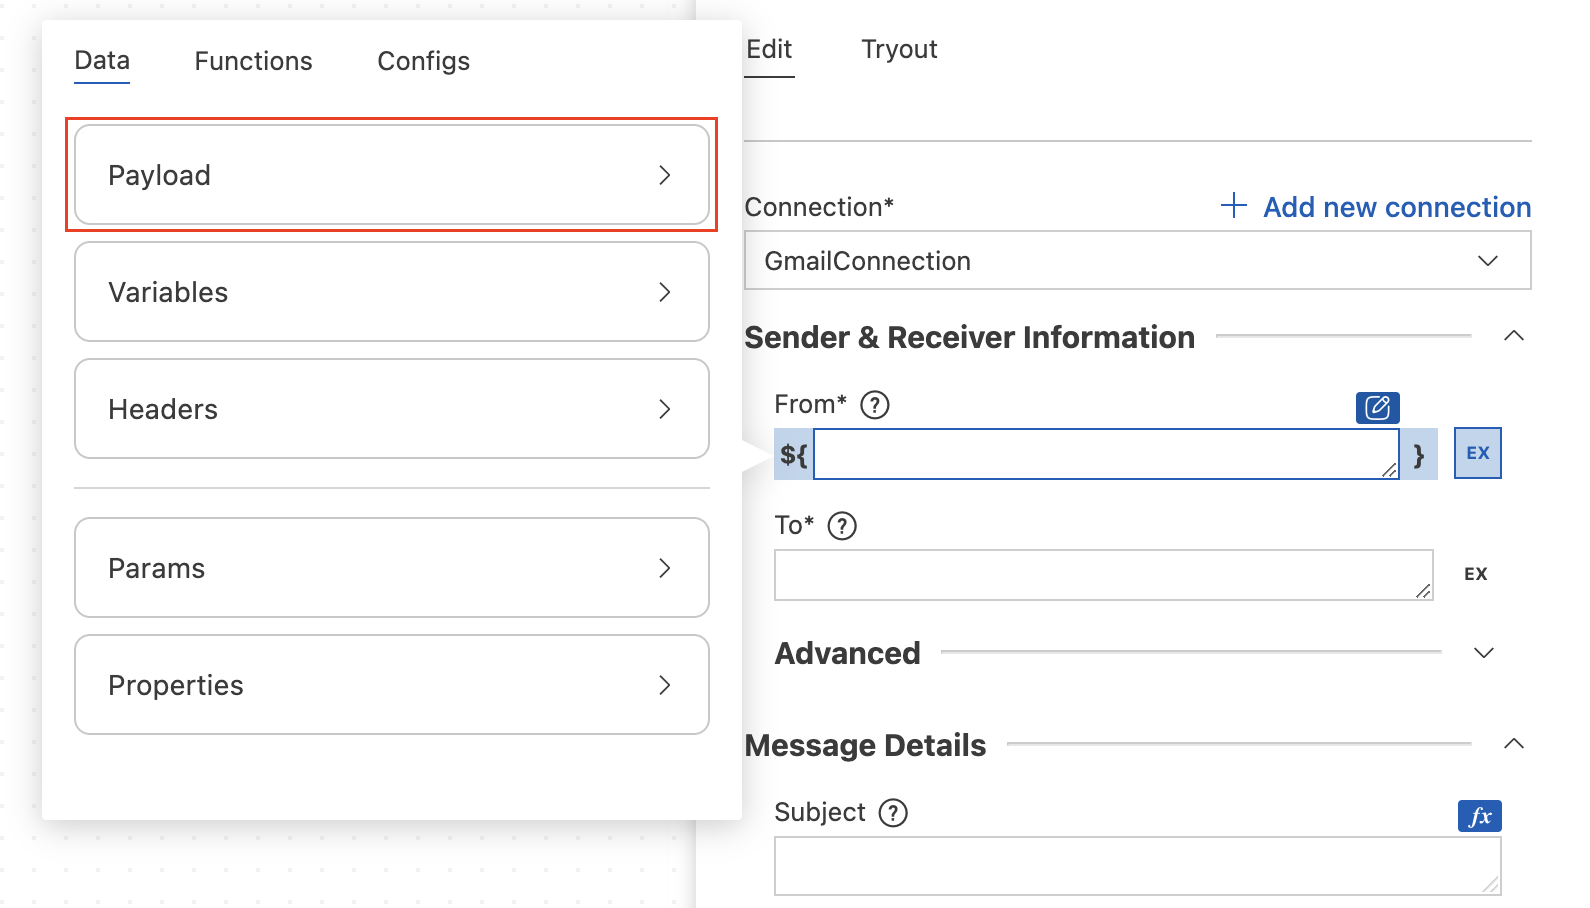 Data Functions Configs
Payload
Variables
Headers
Params
Properties
Edit Tryout
Connection* + Add new connection
GmailConnection
Sender & Receiver Information
From* ?
${ } EX
To* ?
EX
Advanced
Message Details
Subject ? fx